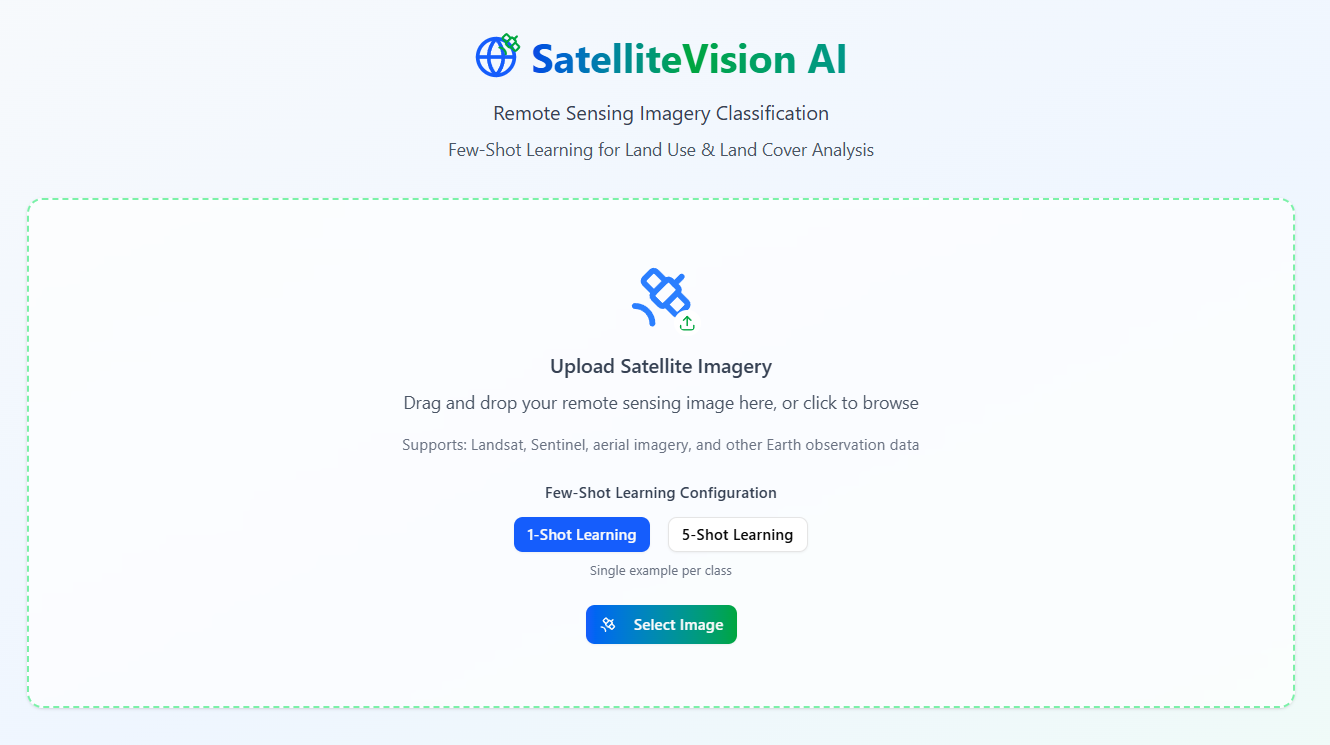 SatelliteVision AI
Remote Sensing Imagery Classification
Few-Shot Learning for Land Use & Land Cover Analysis
Upload Satellite Imagery
Drag and drop your remote sensing image here, or click to browse
Supports: Landsat, Sentinel, aerial imagery, and other Earth observation data
Few-Shot Learning Configuration
1-Shot Learning
5-Shot Learning
Single example per class
Select Image